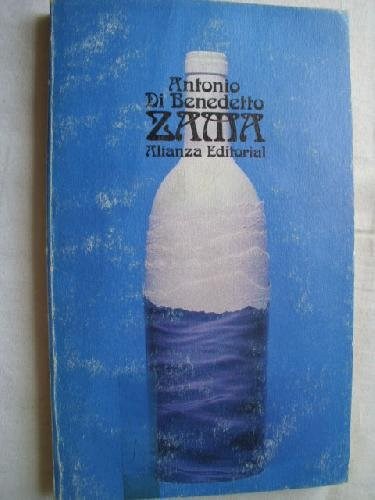 Antonio
Di Benedetto
ZAMA
Alianza Editorial